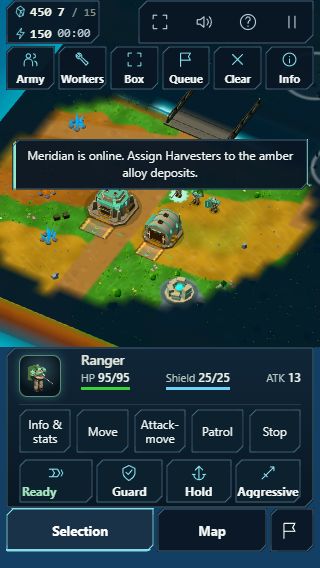 450 7 / 15
150 00:00
Army Workers Box Queue Clear Info
Meridian is online. Assign Harvesters to the amber
alloy deposits.
Ranger
HP 95/95 Shield 25/25 ATK 13
Info & stats Move Attack-move Patrol Stop
Ready Guard Hold Aggressive
Selection Map